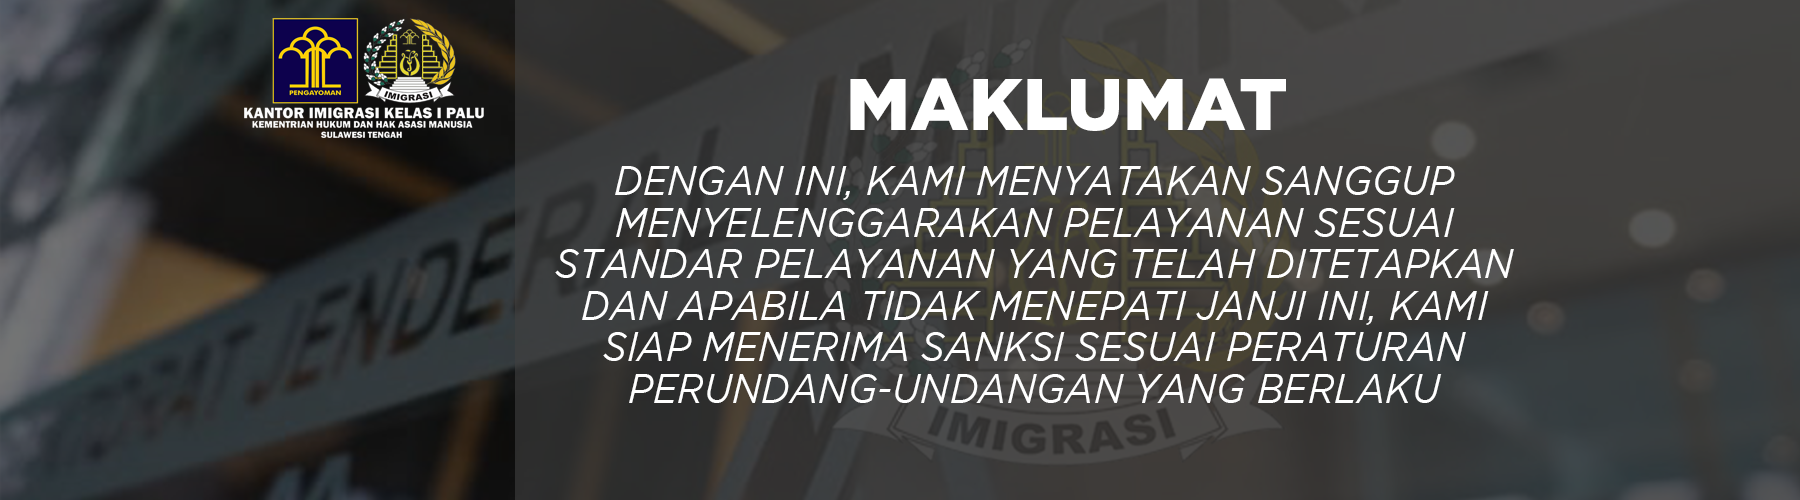 PENGAYOMAN
IMIGRASI
KANTOR IMIGRASI KELAS I PALU
KEMENTRIAN HUKUM DAN HAK ASASI MANUSIA
SULAWESI TENGAH
MAKLUMAT
DENGAN INI, KAMI MENYATAKAN SANGGUP
MENYELENGGARAKAN PELAYANAN SESUAI
STANDAR PELAYANAN YANG TELAH DITETAPKAN
DAN APABILA TIDAK MENEPATI JANJI INI, KAMI
SIAP MENERIMA SANKSI SESUAI PERATURAN
PERUNDANG-UNDANGAN YANG BERLAKU
IMIGRASI
JENDERAL